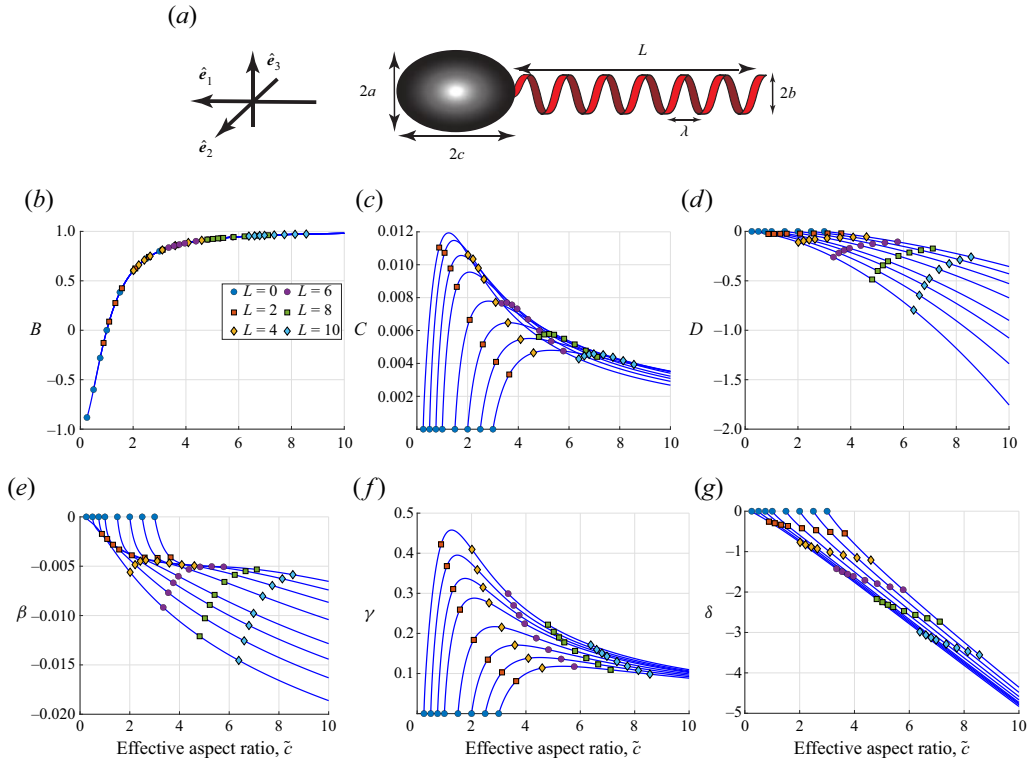 (a)
ê₁
ê₂
ê₃
2a
2c
L
λ
2b
(b)
B
1.0
0.5
0
−0.5
−1.0
0 2 4 6 8 10
L = 0
L = 2
L = 4
L = 6
L = 8
L = 10
(c)
C
0.012
0.010
0.008
0.006
0.004
0.002
0 2 4 6 8 10
(d)
D
0
−0.5
−1.0
−1.5
−2.0
0 2 4 6 8 10
(e)
β
0
−0.005
−0.010
−0.015
−0.020
0 2 4 6 8 10
Effective aspect ratio, c̃
(f)
γ
0.5
0.4
0.3
0.2
0.1
0 2 4 6 8 10
Effective aspect ratio, c̃
(g)
δ
0
−1
−2
−3
−4
−5
0 2 4 6 8 10
Effective aspect ratio, c̃